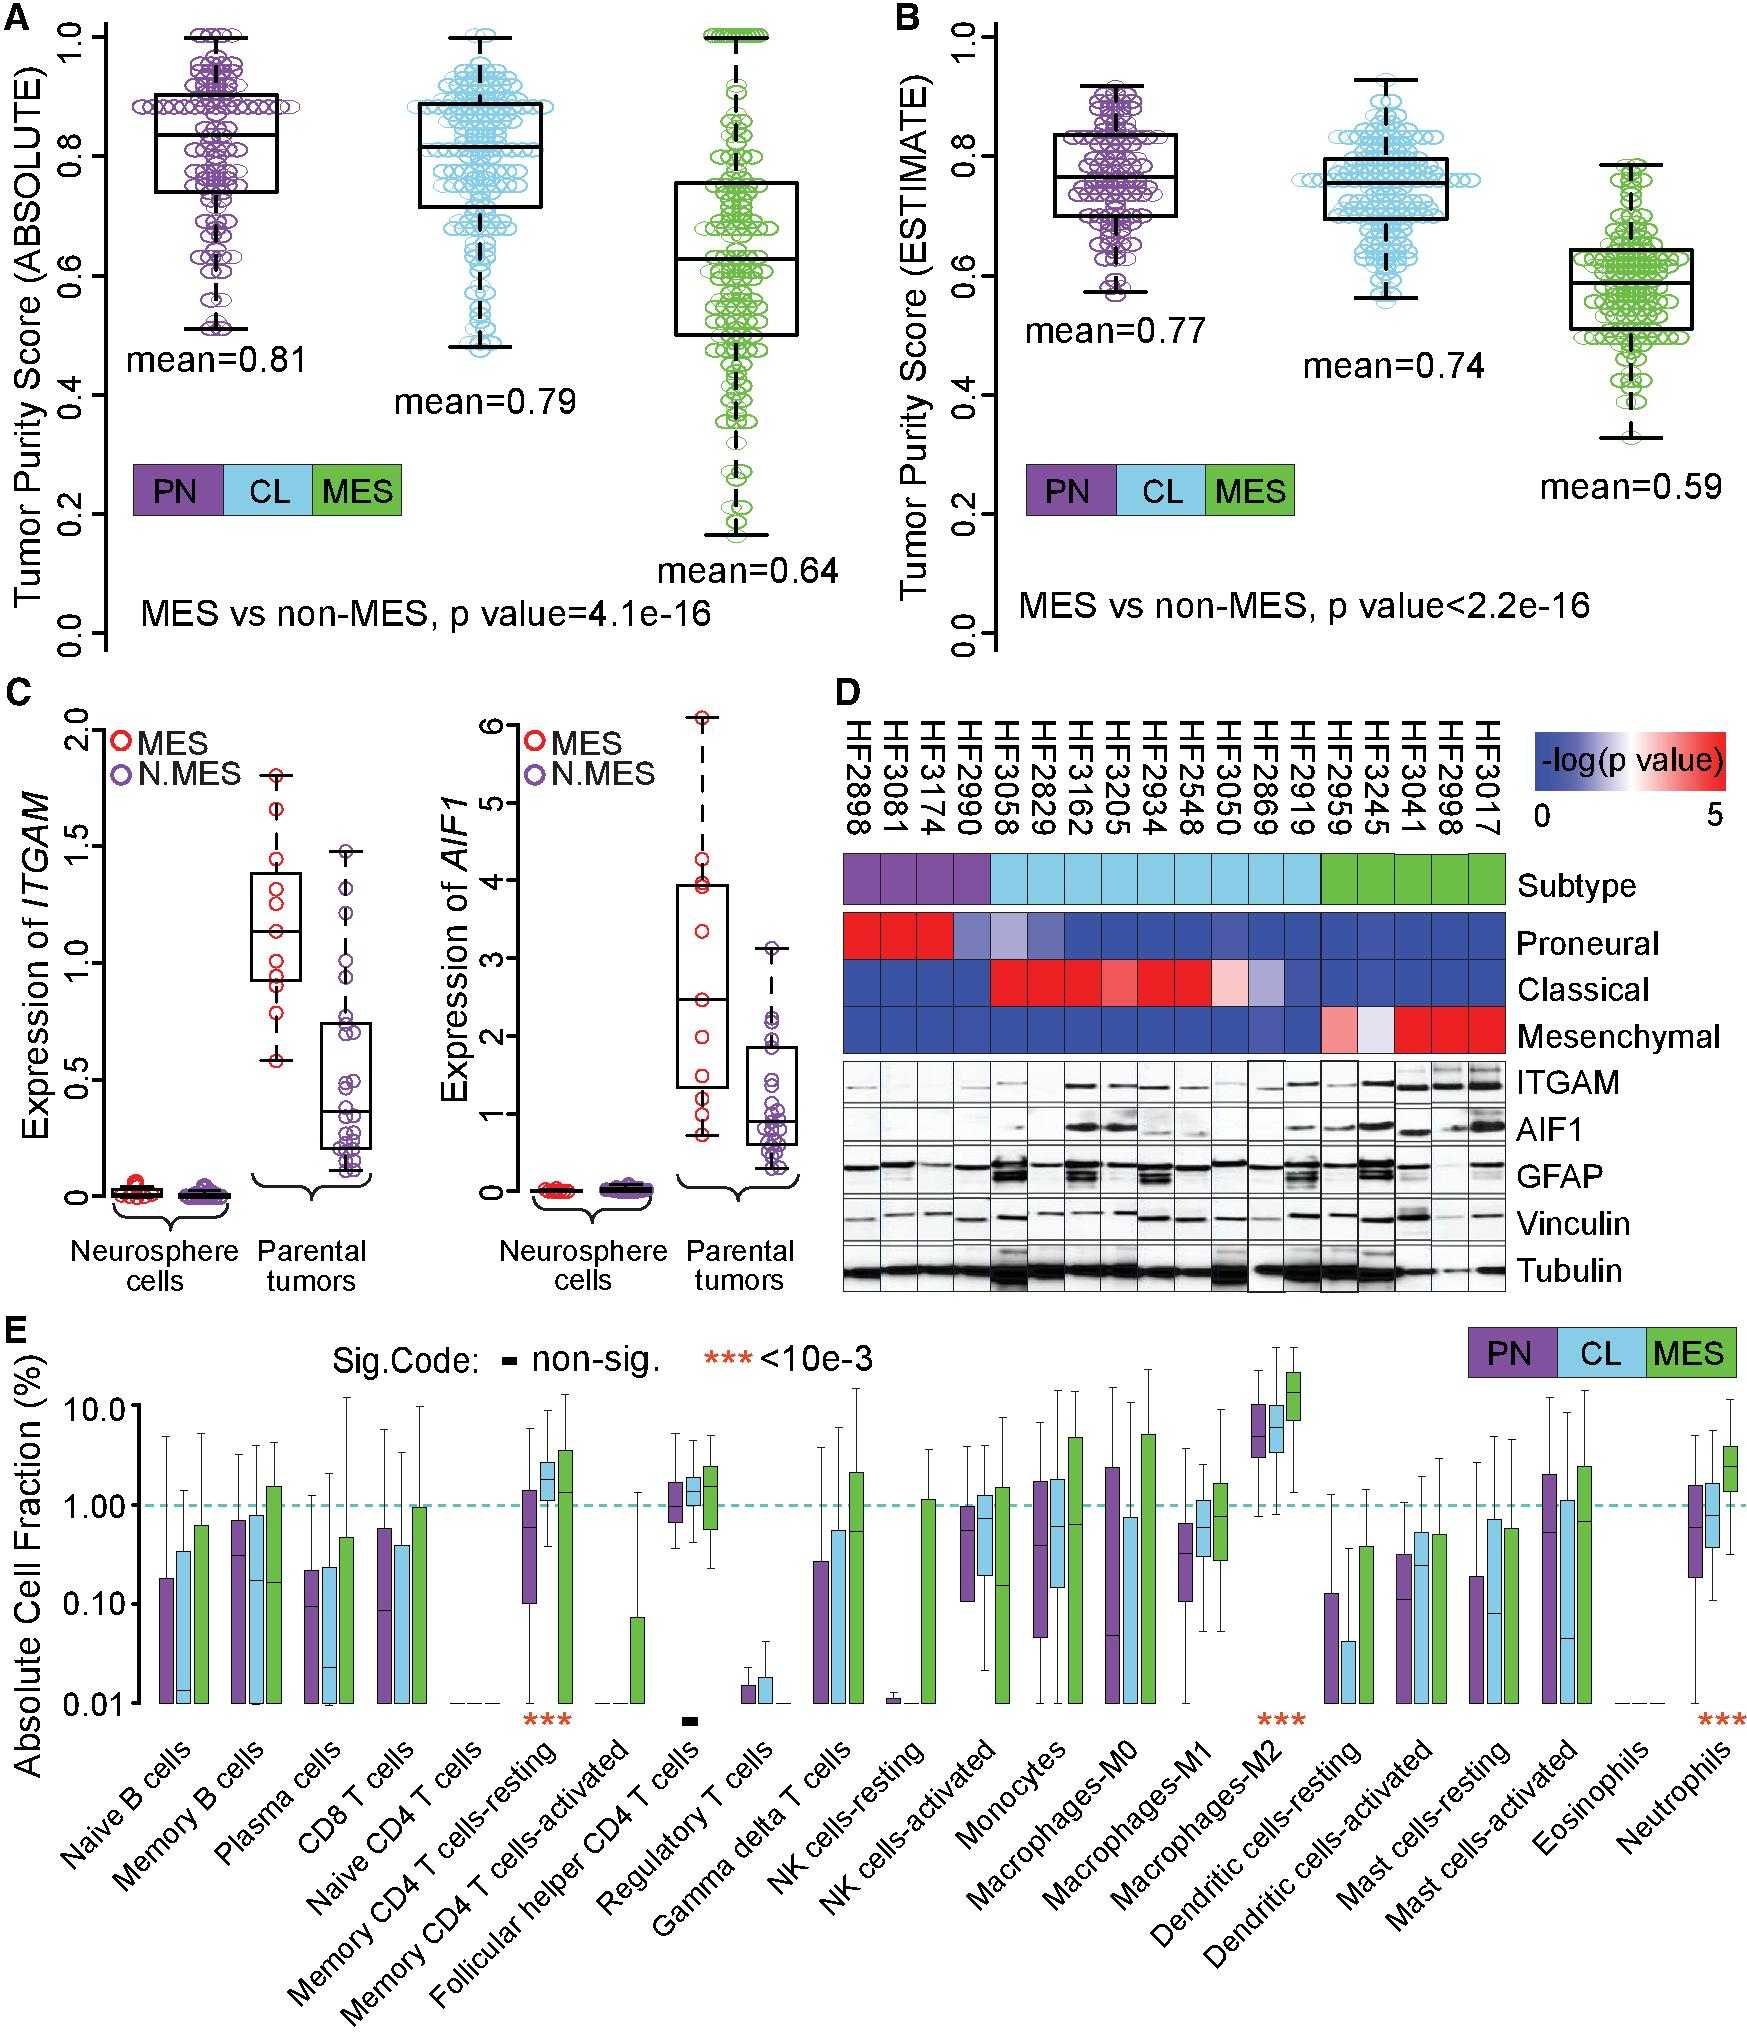 A
Tumor Purity Score (ABSOLUTE)
1.0
0.8
0.6
0.4
0.2
0.0
mean=0.81
mean=0.79
mean=0.64
PN CL MES
MES vs non-MES, p value=4.1e-16
B
Tumor Purity Score (ESTIMATE)
1.0
0.8
0.6
0.4
0.2
0.0
mean=0.77
mean=0.74
mean=0.59
PN CL MES
MES vs non-MES, p value<2.2e-16
C
Expression of ITGAM
2.0
1.5
1.0
0.5
0
MES
N.MES
Neurosphere cells
Parental tumors
Expression of AIF1
6
5
4
3
2
1
0
MES
N.MES
Neurosphere cells
Parental tumors
D
HF2898
HF3081
HF3174
HF2990
HF3058
HF2829
HF3162
HF3205
HF2934
HF2548
HF3050
HF2869
HF2919
HF2959
HF3245
HF3041
HF2998
HF3017
-log(p value)
0 5
Subtype
Proneural
Classical
Mesenchymal
ITGAM
AIF1
GFAP
Vinculin
Tubulin
E
Sig.Code: - non-sig. *** <10e-3
PN CL MES
Absolute Cell Fraction (%)
10.0
1.00
0.10
0.01
***
-
***
***
Naive B cells
Memory B cells
Plasma cells
CD8 T cells
Naive CD4 T cells
Memory CD4 T cells-resting
Memory CD4 T cells-activated
Follicular helper CD4 T cells
Regulatory T cells
Gamma delta T cells
NK cells-resting
NK cells-activated
Monocytes
Macrophages-M0
Macrophages-M1
Macrophages-M2
Dendritic cells-resting
Dendritic cells-activated
Mast cells-resting
Mast cells-activated
Eosinophils
Neutrophils